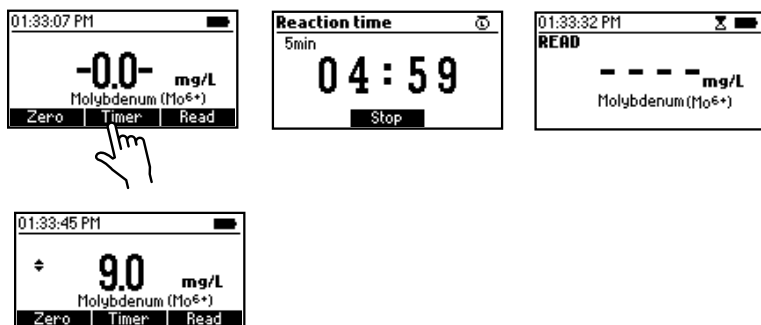 01:33:07 PM
-0.0- mg/L
Molybdenum (Mo6+)
Zero Timer Read
Reaction time
5min
04:59
Stop
01:33:32 PM
READ
---- mg/L
Molybdenum (Mo6+)
01:33:45 PM
9.0 mg/L
Molybdenum (Mo6+)
Zero Timer Read